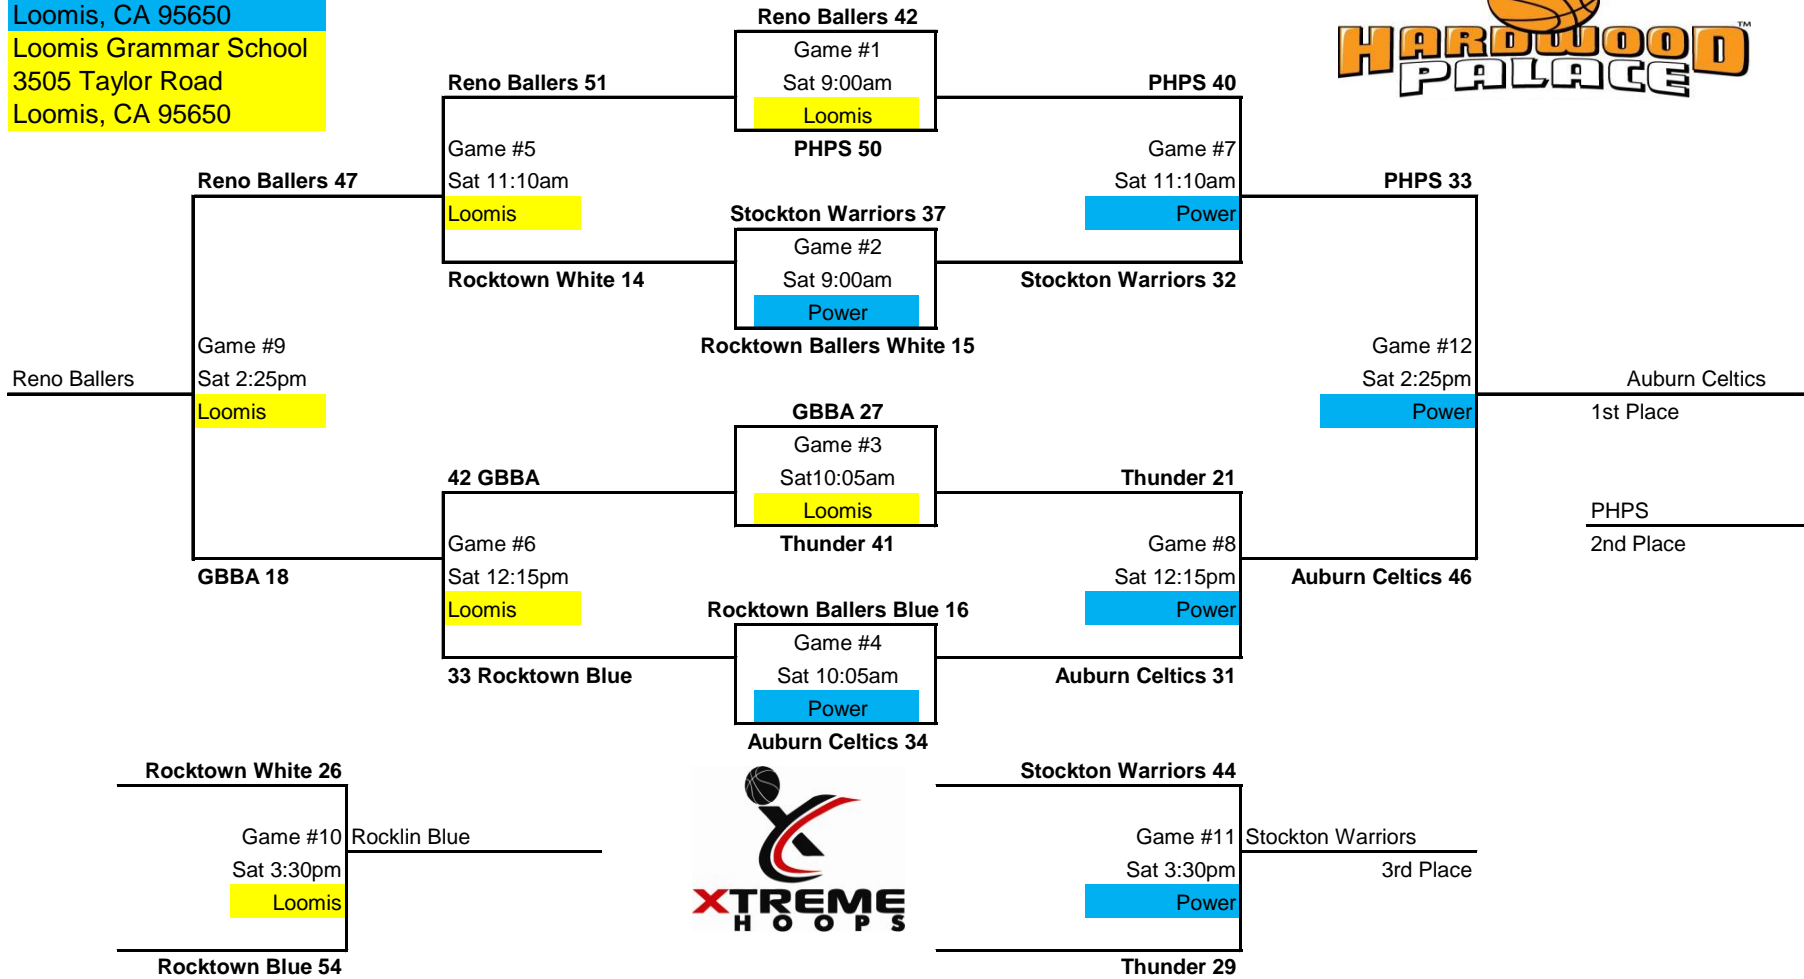 Loomis, CA 95650
Loomis Grammar School
3505 Taylor Road
Loomis, CA 95650
HARDWOOD
PALACE
TM
Reno Ballers 42
Game #1
Sat 9:00am
Loomis
PHPS 50
Reno Ballers 51
Game #5
Sat 11:10am
Loomis
Rocktown White 14
PHPS 40
Game #7
Sat 11:10am
Power
Stockton Warriors 32
Stockton Warriors 37
Game #2
Sat 9:00am
Power
Rocktown Ballers White 15
Reno Ballers 47
Game #9
Sat 2:25pm
Loomis
GBBA 18
Reno Ballers
PHPS 33
Game #12
Sat 2:25pm
Power
Auburn Celtics 46
Auburn Celtics
1st Place
PHPS
2nd Place
GBBA 27
Game #3
Sat10:05am
Loomis
Thunder 41
42 GBBA
Game #6
Sat 12:15pm
Loomis
33 Rocktown Blue
Thunder 21
Game #8
Sat 12:15pm
Power
Auburn Celtics 31
Rocktown Ballers Blue 16
Game #4
Sat 10:05am
Power
Auburn Celtics 34
Rocktown White 26
Game #10
Sat 3:30pm
Loomis
Rocktown Blue 54
Rocklin Blue
XTREME
HOOPS
Stockton Warriors 44
Game #11
Sat 3:30pm
Power
Thunder 29
Stockton Warriors
3rd Place